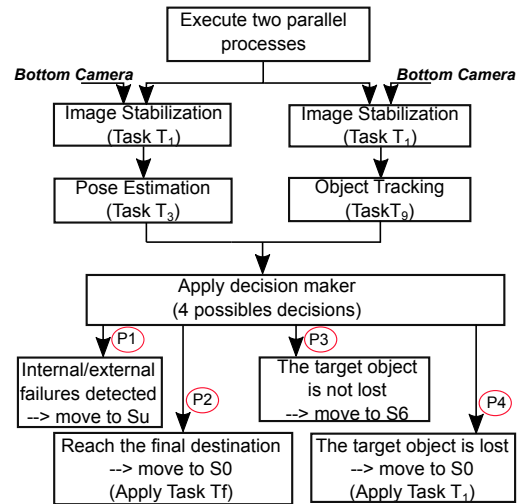 Execute two parallel
processes
Bottom Camera
Bottom Camera
Image Stabilization
(Task T1)
Image Stabilization
(Task T1)
Pose Estimation
(Task T3)
Object Tracking
(TaskT9)
Apply decision maker
(4 possibles decisions)
P1
P2
P3
P4
Internal/external
failures detected
--> move to Su
The target object
is not lost
--> move to S6
Reach the final destination
--> move to S0
(Apply Task Tf)
The target object is lost
--> move to S0
(Apply Task T1)